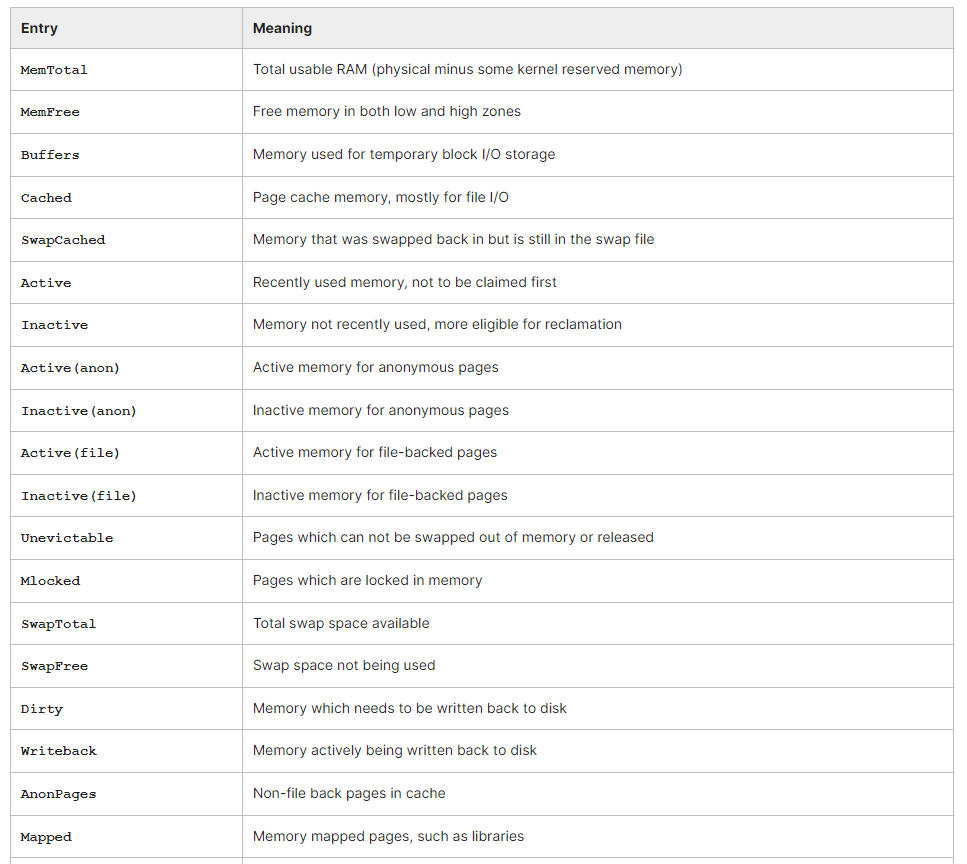 Entry Meaning
MemTotal Total usable RAM (physical minus some kernel reserved memory)
MemFree Free memory in both low and high zones
Buffers Memory used for temporary block I/O storage
Cached Page cache memory, mostly for file I/O
SwapCached Memory that was swapped back in but is still in the swap file
Active Recently used memory, not to be claimed first
Inactive Memory not recently used, more eligible for reclamation
Active(anon) Active memory for anonymous pages
Inactive(anon) Inactive memory for anonymous pages
Active(file) Active memory for file-backed pages
Inactive(file) Inactive memory for file-backed pages
Unevictable Pages which can not be swapped out of memory or released
Mlocked Pages which are locked in memory
SwapTotal Total swap space available
SwapFree Swap space not being used
Dirty Memory which needs to be written back to disk
Writeback Memory actively being written back to disk
AnonPages Non-file back pages in cache
Mapped Memory mapped pages, such as libraries